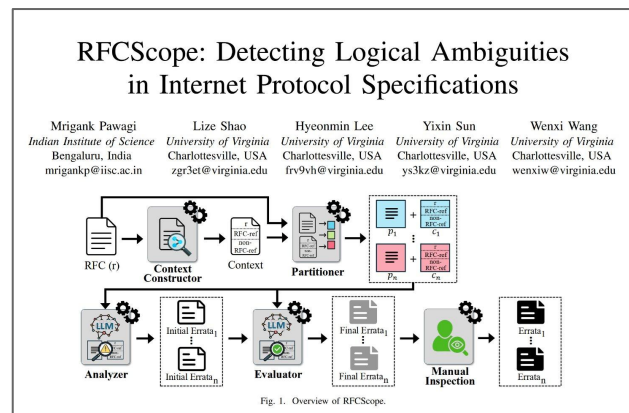 RFCScope: Detecting Logical Ambiguities
in Internet Protocol Specifications
Mrigank Pawagi
Indian Institute of Science
Bengaluru, India
mrigankp@iisc.ac.in
Lize Shao
University of Virginia
Charlottesville, USA
zgr3et@virginia.edu
Hyeonmin Lee
University of Virginia
Charlottesville, USA
frv9vh@virginia.edu
Yixin Sun
University of Virginia
Charlottesville, USA
ys3kz@virginia.edu
Wenxi Wang
University of Virginia
Charlottesville, USA
wenxiw@virginia.edu
RFC (r)
Context
Constructor
r
RFC-ref
non-
RFC-ref
Context
r
RFC-ref
Partitioner
p1
+
r
RFC-ref
non-
RFC-ref
c1
pn
+
r
RFC-ref
non-
RFC-ref
cn
LLM
Analyzer
Initial Errata1
Initial Erratan
LLM
Evaluator
Final Errata1
Final Erratan
Manual
Inspection
Errata1
Erratan
Fig. 1. Overview of RFCScope.